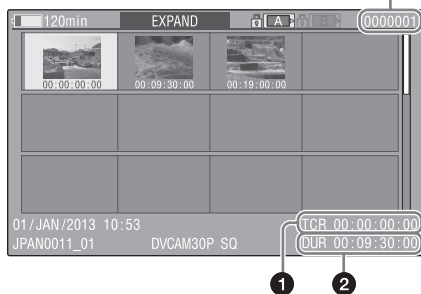 120min EXPAND A B 0000001
00:00:00:00 00:09:30:00 00:19:00:00
01/JAN/2013 10:53 TCR 00:00:00:00
JPAN0011_01 DVCAM30P SQ DUR 00:09:30:00
1 2